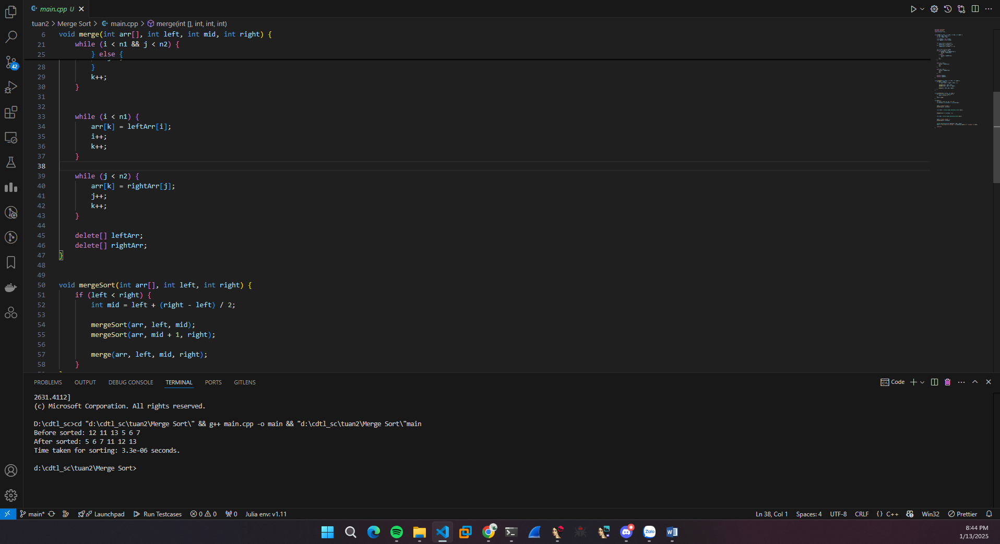 main.cpp U
tuan2 > Merge Sort > main.cpp > merge(int [], int, int, int)
6 void merge(int arr[], int left, int mid, int right) {
21 while (i < n1 && j < n2) {
25 } else {
28 }
29 k++;
30 }
31
32
33 while (i < n1) {
34 arr[k] = leftArr[i];
35 i++;
36 k++;
37 }
38
39 while (j < n2) {
40 arr[k] = rightArr[j];
41 j++;
42 k++;
43 }
44
45 delete[] leftArr;
46 delete[] rightArr;
47 }
48
49
50 void mergeSort(int arr[], int left, int right) {
51 if (left < right) {
52 int mid = left + (right - left) / 2;
53
54 mergeSort(arr, left, mid);
55 mergeSort(arr, mid + 1, right);
56
57 merge(arr, left, mid, right);
58 }
42
PROBLEMS OUTPUT DEBUG CONSOLE TERMINAL PORTS GITLENS
Code
2631.4112]
(c) Microsoft Corporation. All rights reserved.
D:\cdtl_sc>cd "d:\cdtl_sc\tuan2\Merge Sort\" && g++ main.cpp -o main && "d:\cdtl_sc\tuan2\Merge Sort\"main
Before sorted: 12 11 13 5 6 7
After sorted: 5 6 7 11 12 13
Time taken for sorting: 3.3e-06 seconds.
d:\cdtl_sc\tuan2\Merge Sort>
main* Launchpad Run Testcases 0 0 0 Julia env: v1.11 Ln 38, Col 1 Spaces: 4 UTF-8 CRLF {} C++ Win32 Prettier
Zalo
8:44 PM
1/13/2025